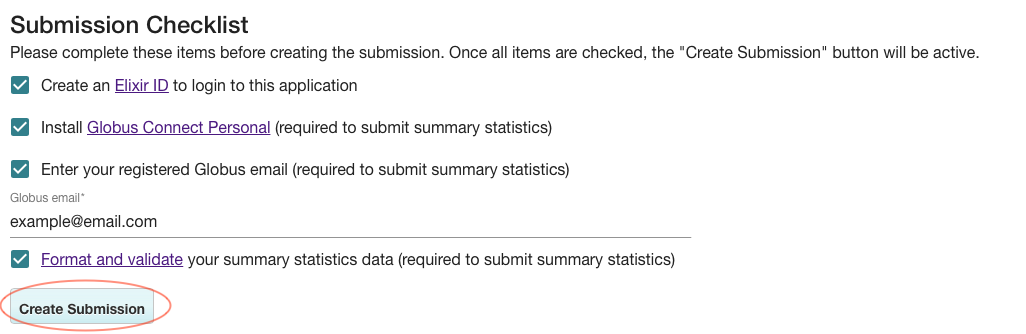 Submission Checklist
Please complete these items before creating the submission. Once all items are checked, the "Create Submission" button will be active.
Create an Elixir ID to login to this application
Install Globus Connect Personal (required to submit summary statistics)
Enter your registered Globus email (required to submit summary statistics)
Globus email*
example@email.com
Format and validate your summary statistics data (required to submit summary statistics)
Create Submission